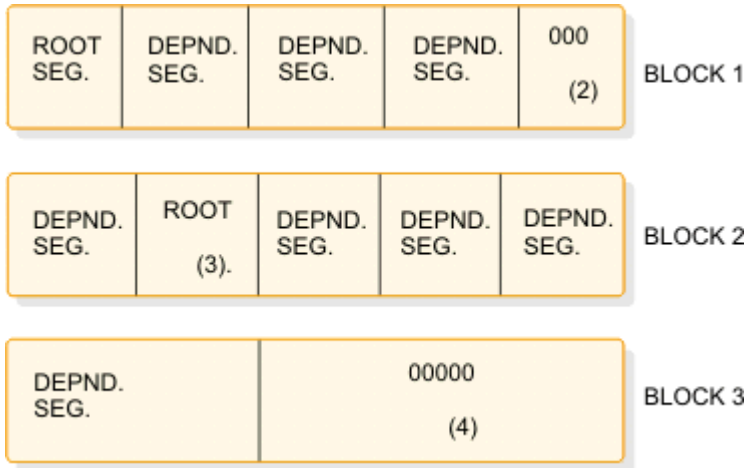 ROOT
SEG.
DEPND.
SEG.
DEPND.
SEG.
DEPND.
SEG.
000
(2)
BLOCK 1
DEPND.
SEG.
ROOT
(3).
DEPND.
SEG.
DEPND.
SEG.
DEPND.
SEG.
BLOCK 2
DEPND.
SEG.
00000
(4)
BLOCK 3